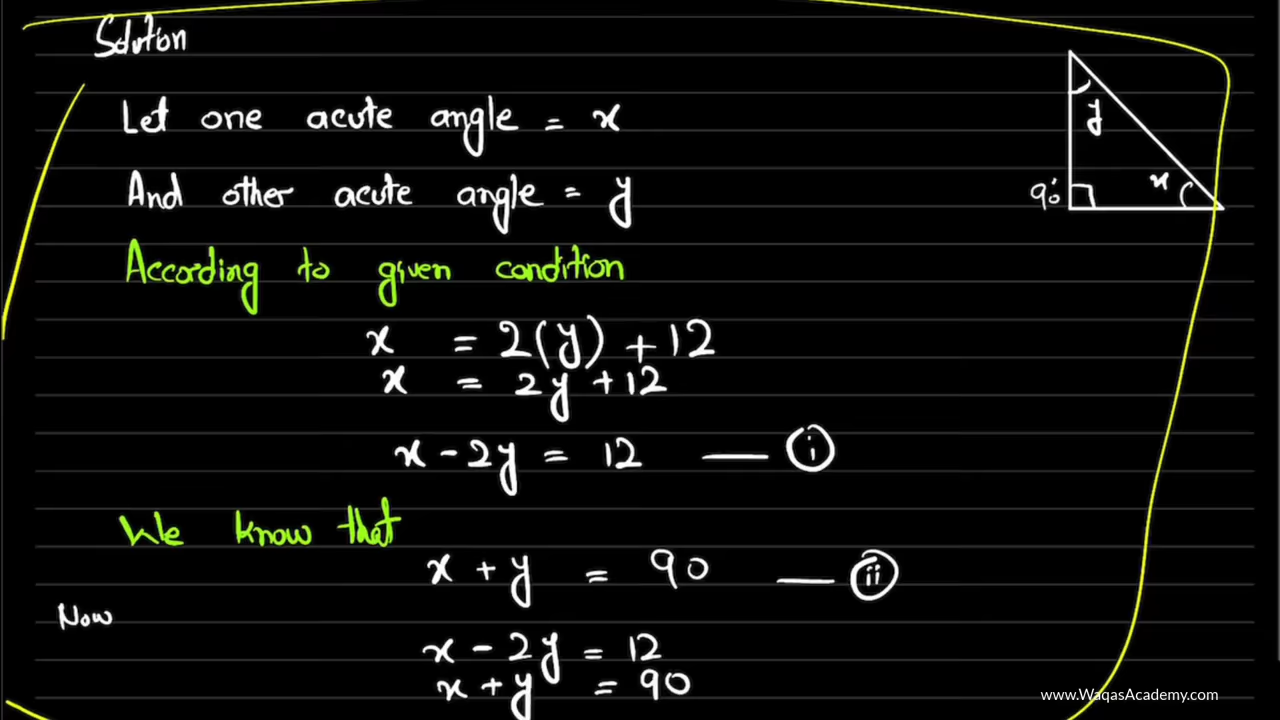 Solution
Let one acute angle = x
And other acute angle = y
According to given condition
x = 2(y) + 12
x = 2y + 12
x - 2y = 12 — (i)
We know that
x + y = 90 — (ii)
Now
x - 2y = 12
x + y = 90
y
x
90°
www.WaqasAcademy.com